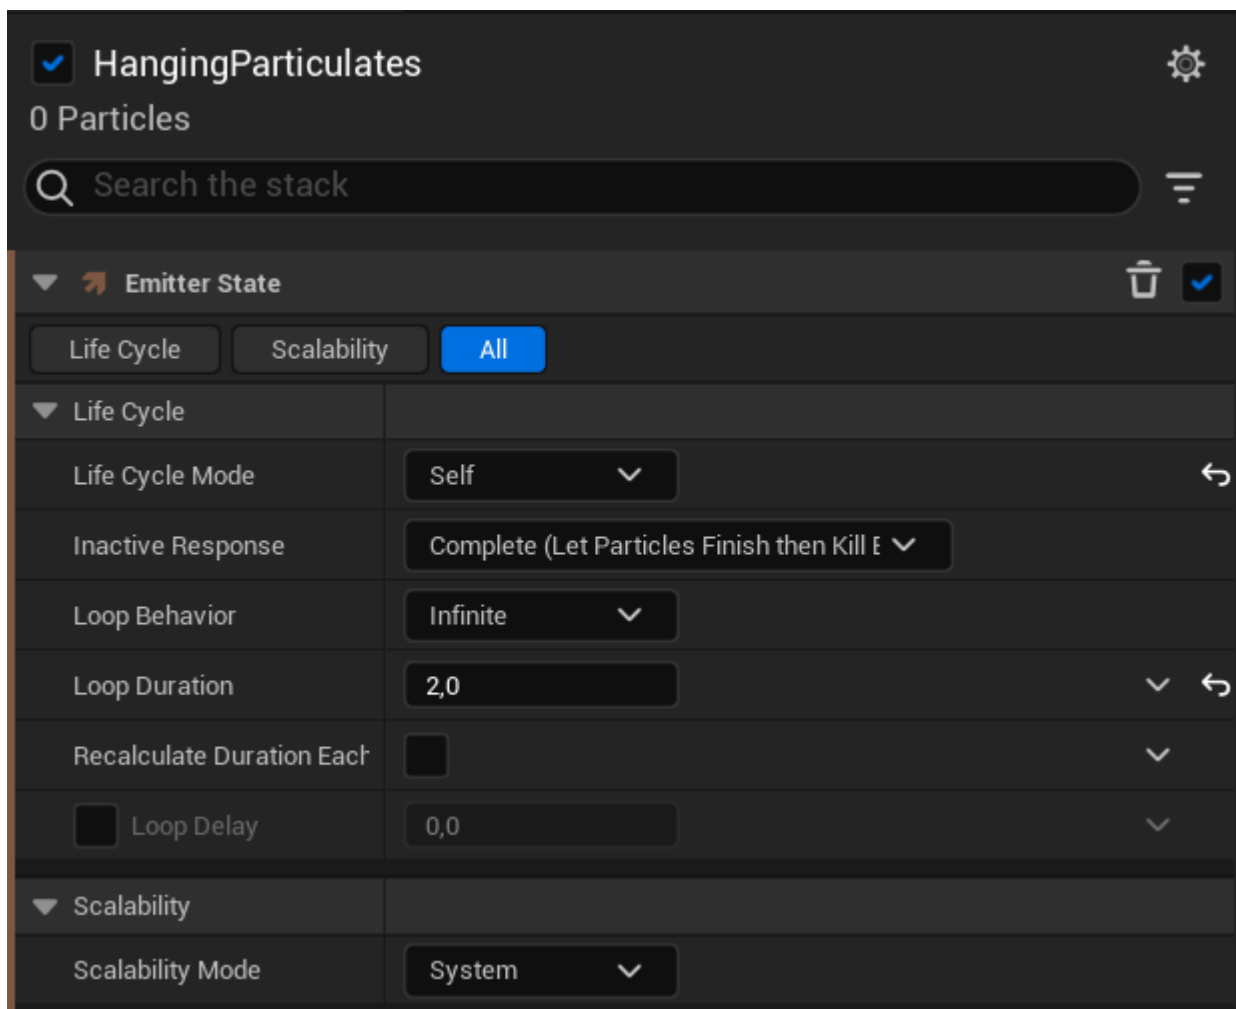 HangingParticulates
0 Particles
Search the stack
Emitter State
Life Cycle Scalability All
Life Cycle
Life Cycle Mode Self
Inactive Response Complete (Let Particles Finish then Kill E
Loop Behavior Infinite
Loop Duration 2,0
Recalculate Duration Each
Loop Delay 0,0
Scalability
Scalability Mode System